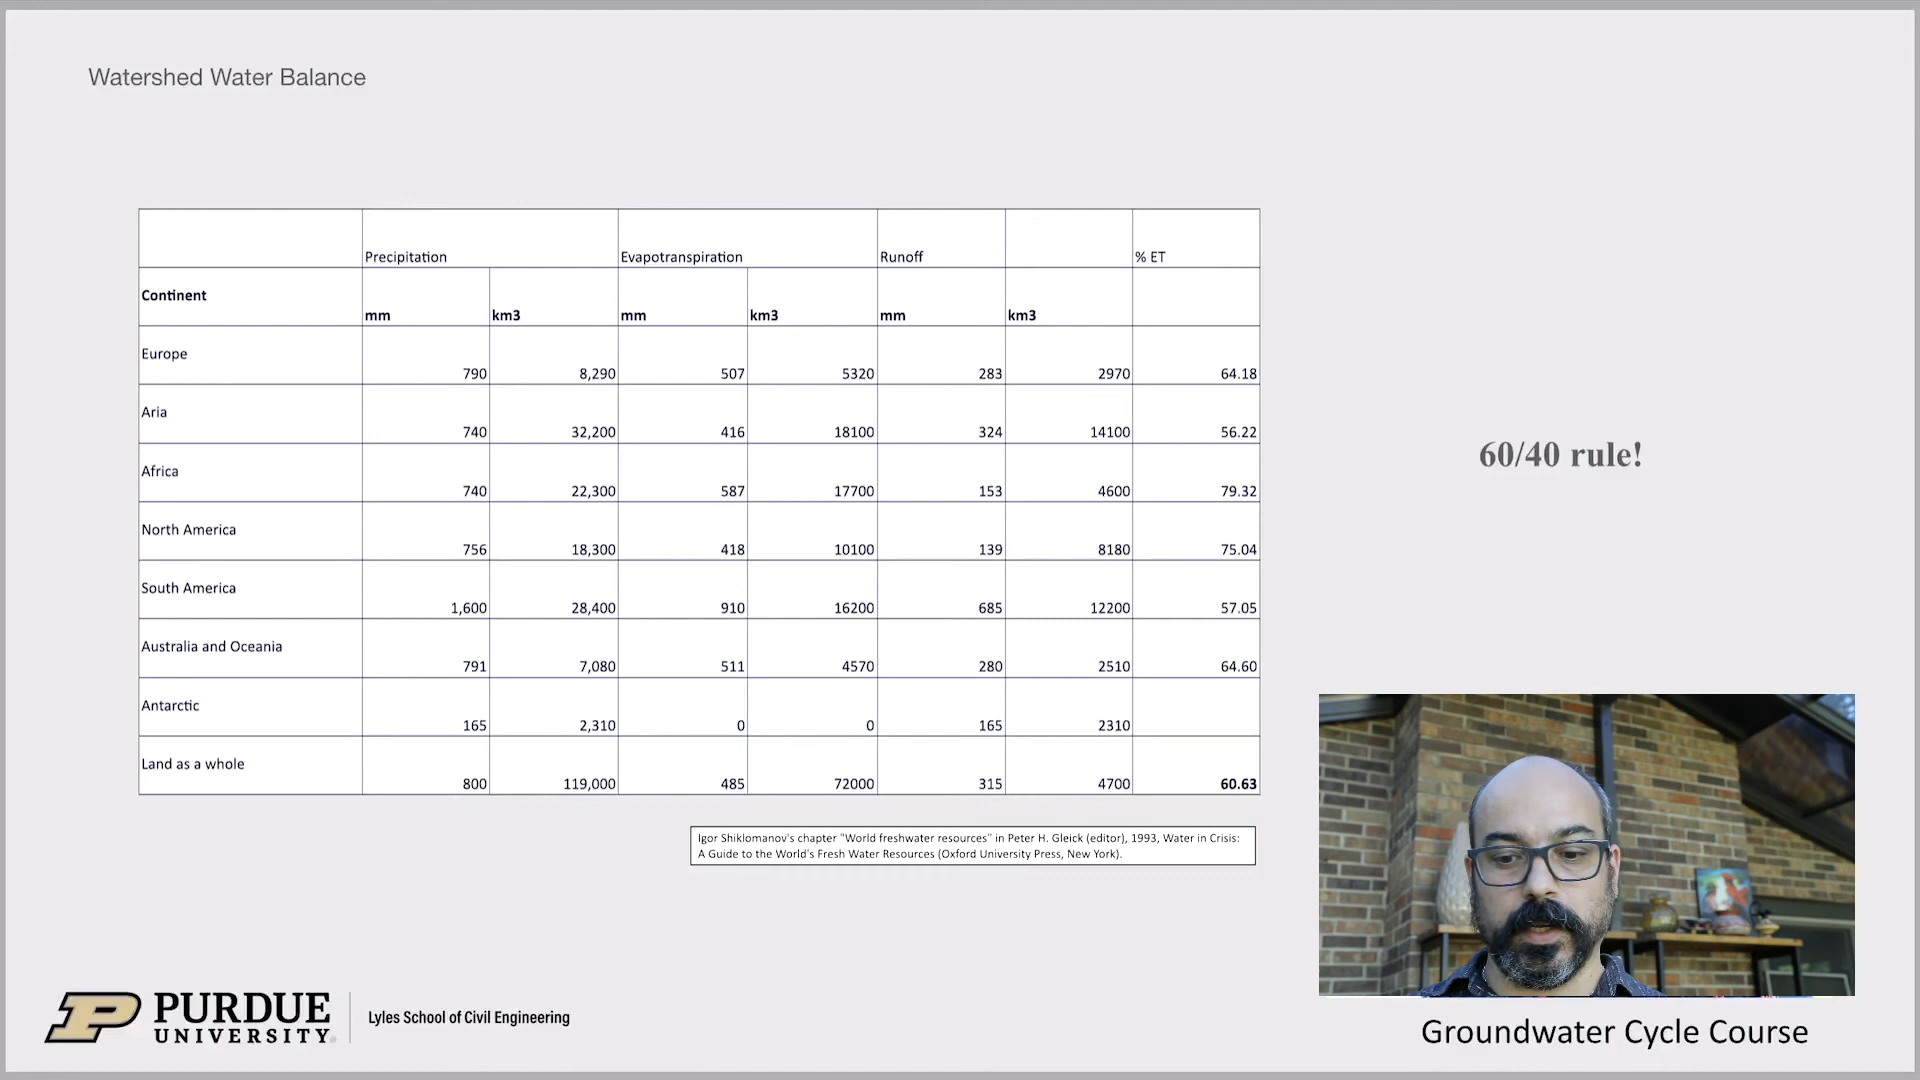 Watershed Water Balance
Precipitation Evapotranspiration Runoff % ET
Continent mm km3 mm km3 mm km3
Europe 790 8,290 507 5320 283 2970 64.18
Aria 740 32,200 416 18100 324 14100 56.22
Africa 740 22,300 587 17700 153 4600 79.32
North America 756 18,300 418 10100 139 8180 75.04
South America 1,600 28,400 910 16200 685 12200 57.05
Australia and Oceania 791 7,080 511 4570 280 2510 64.60
Antarctic 165 2,310 0 0 165 2310
Land as a whole 800 119,000 485 72000 315 4700 60.63
60/40 rule!
Igor Shiklomanov's chapter "World freshwater resources" in Peter H. Gleick (editor), 1993, Water in Crisis:
A Guide to the World's Fresh Water Resources (Oxford University Press, New York).
PURDUE
UNIVERSITY
Lyles School of Civil Engineering
Groundwater Cycle Course